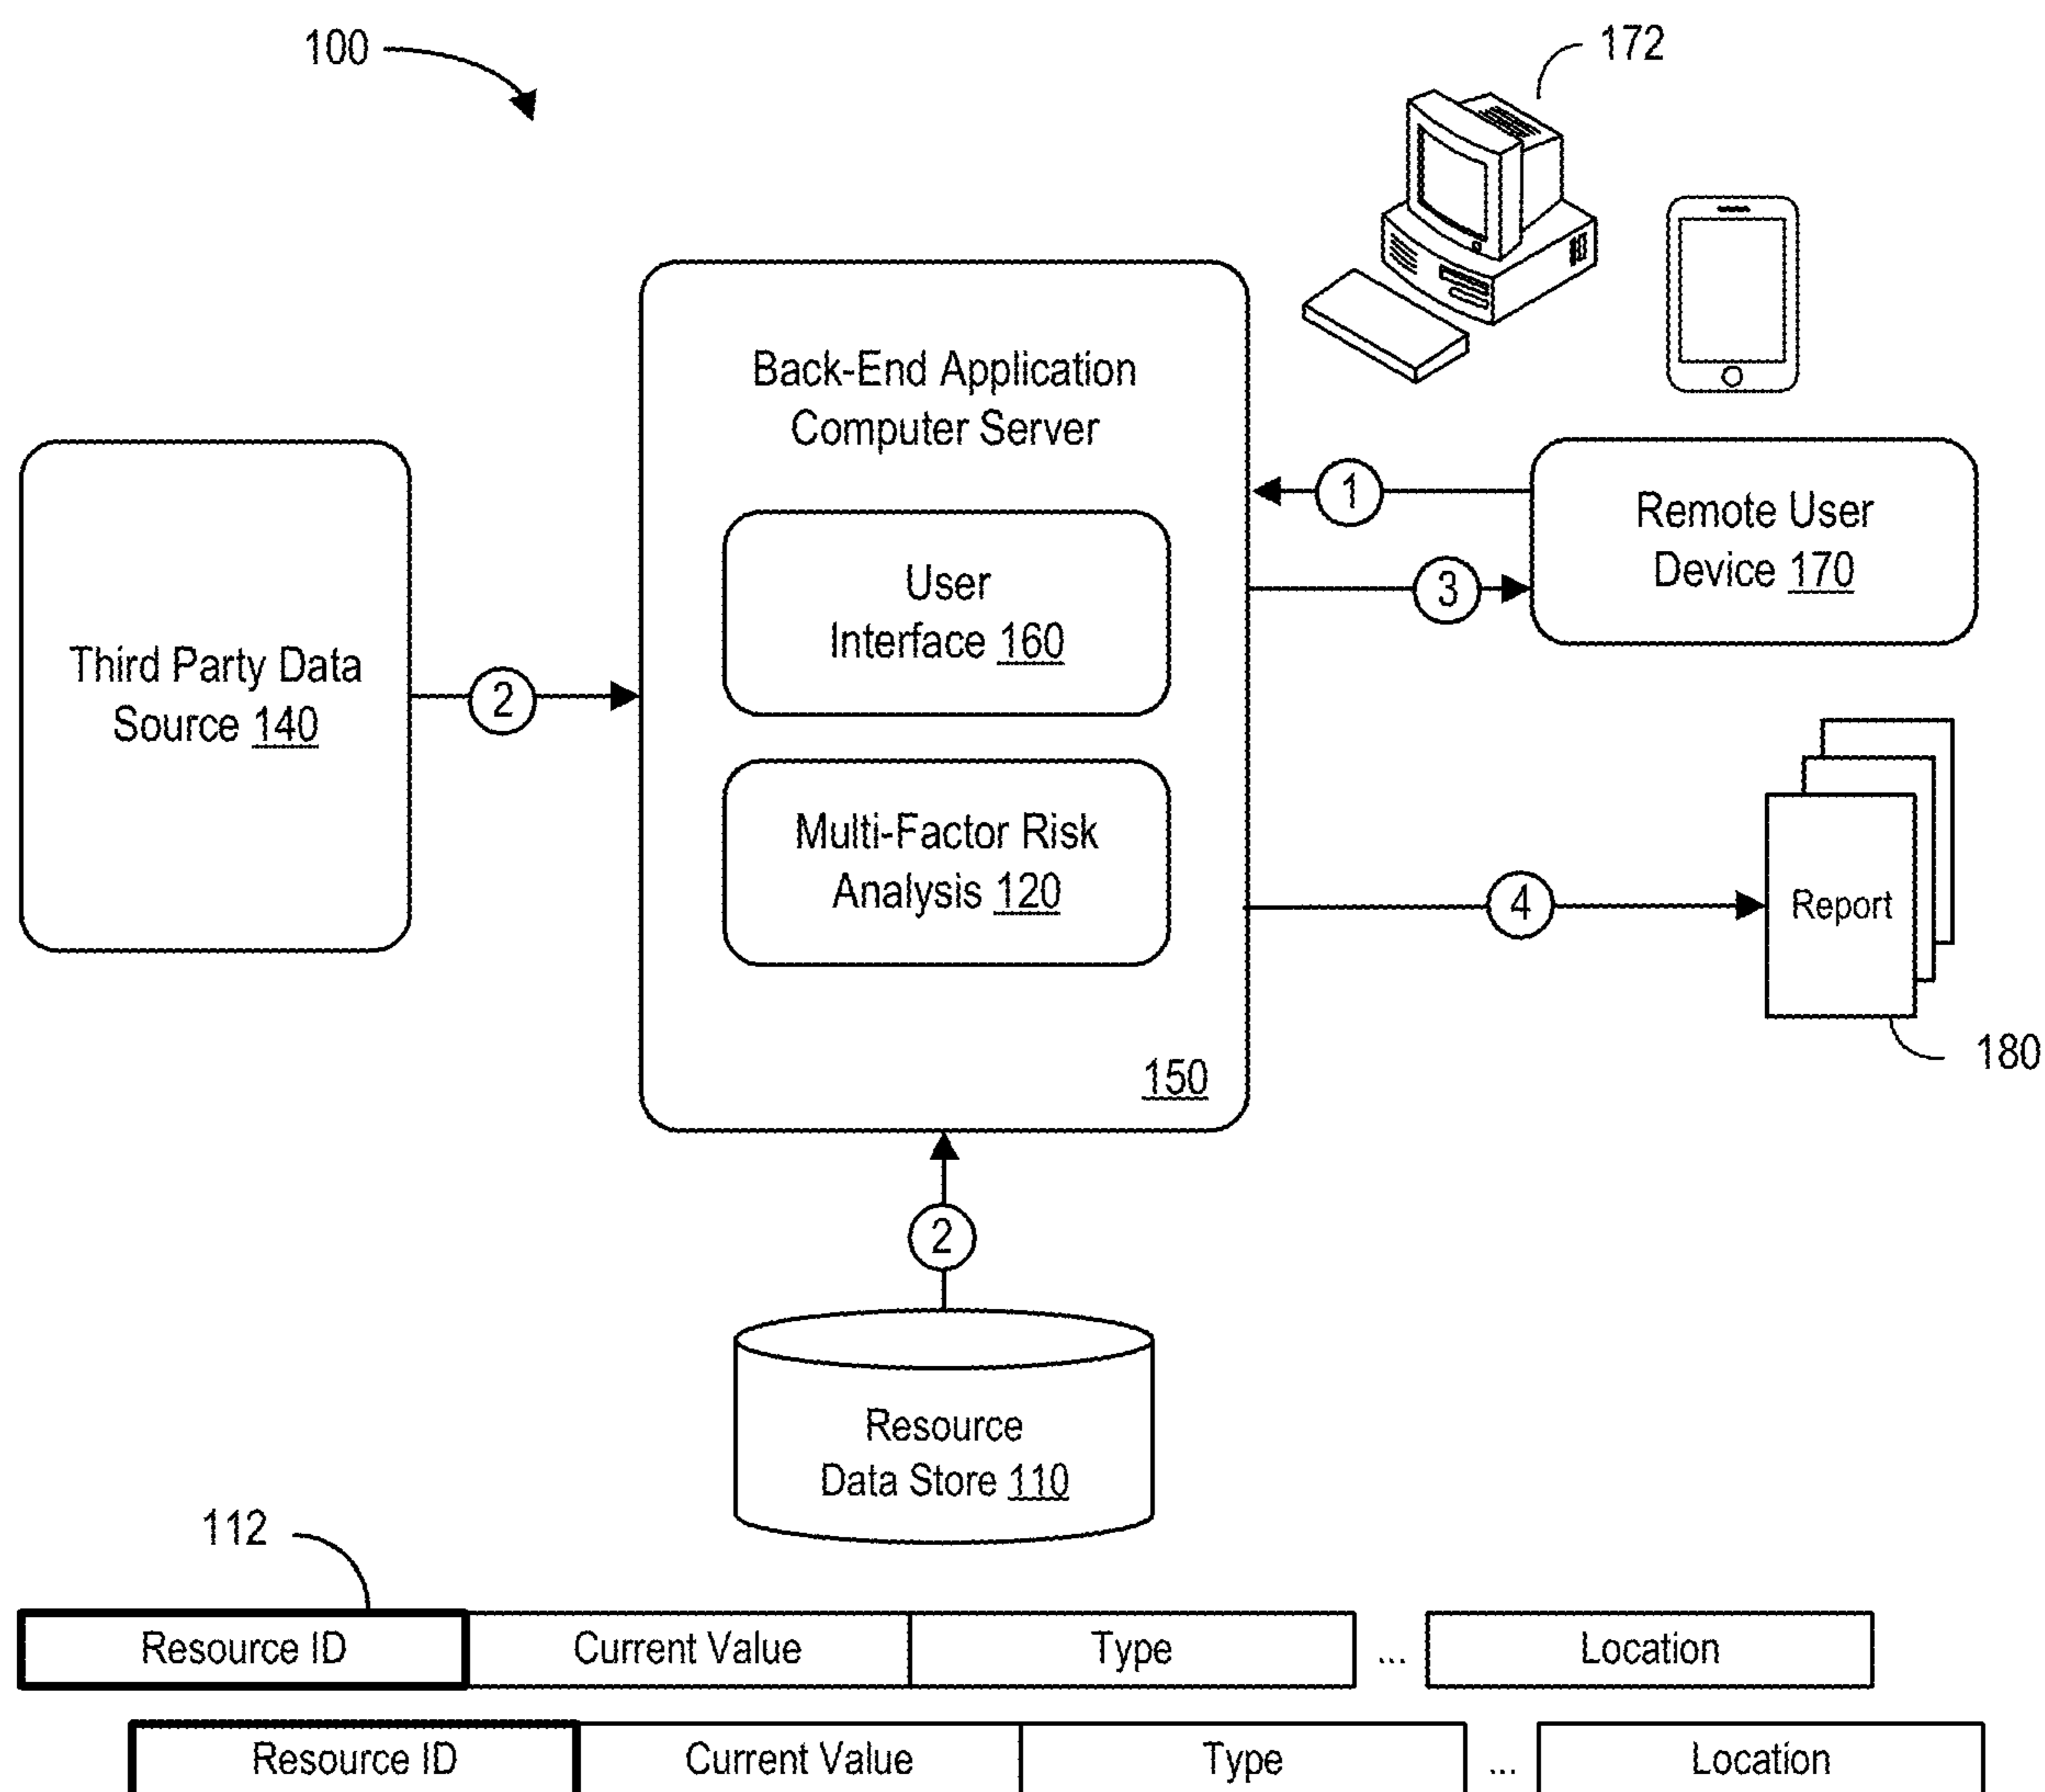 100
172
Back-End Application
Computer Server
1
Remote User
Device 170
3
User
Interface 160
Third Party Data
Source 140
2
Multi-Factor Risk
Analysis 120
4
Report
180
150
2
Resource
Data Store 110
112
Resource ID Current Value Type ... Location
Resource ID Current Value Type ... Location